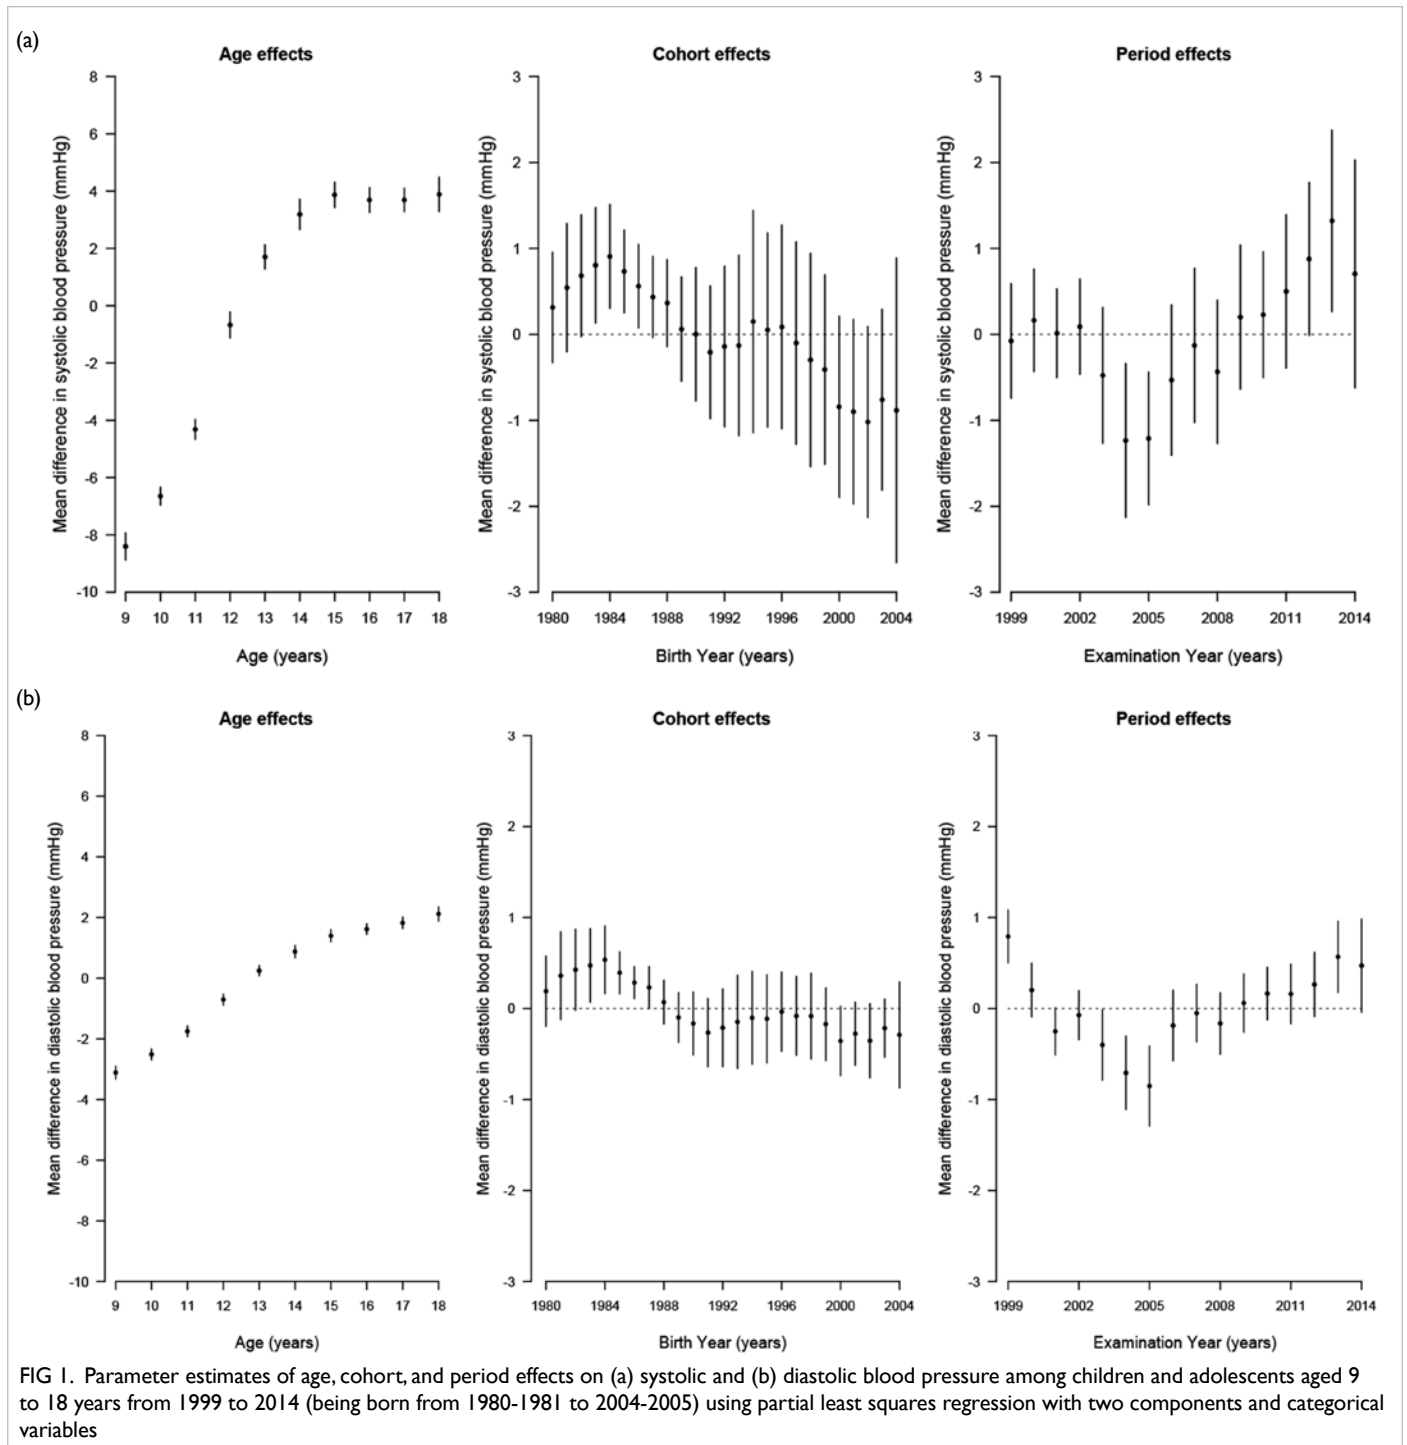 (a)
Age effects
Cohort effects
Period effects
Mean difference in systolic blood pressure (mmHg)
8
6
4
2
0
-2
-4
-6
-8
-10
9 10 11 12 13 14 15 16 17 18
Age (years)
Mean difference in systolic blood pressure (mmHg)
3
2
1
0
-1
-2
-3
1980 1984 1988 1992 1996 2000 2004
Birth Year (years)
Mean difference in systolic blood pressure (mmHg)
3
2
1
0
-1
-2
-3
1999 2002 2005 2008 2011 2014
Examination Year (years)
(b)
Age effects
Cohort effects
Period effects
Mean difference in diastolic blood pressure (mmHg)
8
6
4
2
0
-2
-4
-6
-8
-10
9 10 11 12 13 14 15 16 17 18
Age (years)
Mean difference in diastolic blood pressure (mmHg)
3
2
1
0
-1
-2
-3
1980 1984 1988 1992 1996 2000 2004
Birth Year (years)
Mean difference in diastolic blood pressure (mmHg)
3
2
1
0
-1
-2
-3
1999 2002 2005 2008 2011 2014
Examination Year (years)
FIG 1. Parameter estimates of age, cohort, and period effects on (a) systolic and (b) diastolic blood pressure among children and adolescents aged 9
to 18 years from 1999 to 2014 (being born from 1980-1981 to 2004-2005) using partial least squares regression with two components and categorical
variables